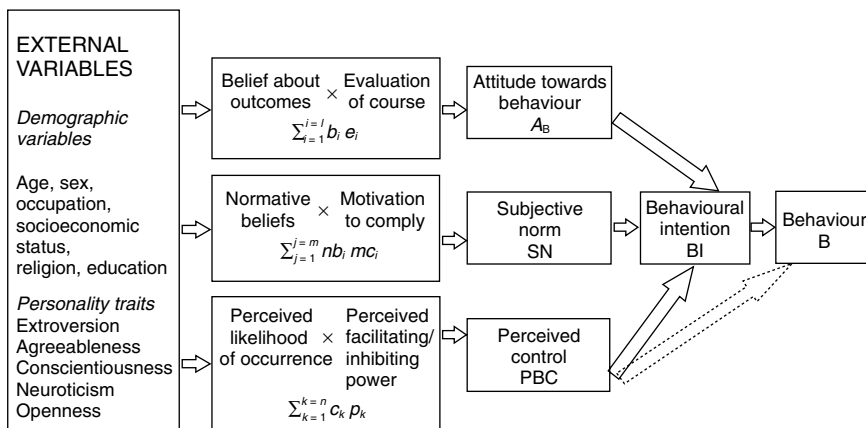 EXTERNAL
VARIABLES
Demographic
variables
Age, sex,
occupation,
socioeconomic
status,
religion, education
Personality traits
Extroversion
Agreeableness
Conscientiousness
Neuroticism
Openness
Belief about outcomes × Evaluation of course
∑_{i=1}^{i=I} b_i e_i
Normative beliefs × Motivation to comply
∑_{j=1}^{j=m} nb_i mc_i
Perceived likelihood of occurrence × Perceived facilitating/ inhibiting power
∑_{k=1}^{k=n} c_k p_k
Attitude towards
behaviour
A_B
Subjective
norm
SN
Perceived
control
PBC
Behavioural
intention
BI
Behaviour
B